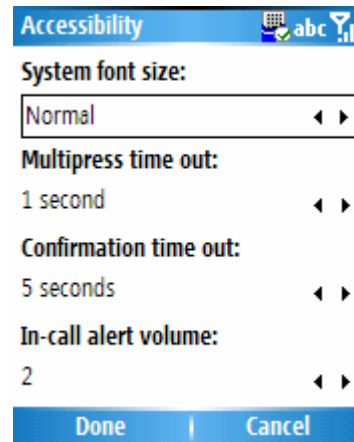 Accessibility abc
System font size:
Normal
Multipress time out:
1 second
Confirmation time out:
5 seconds
In-call alert volume:
2
Done Cancel